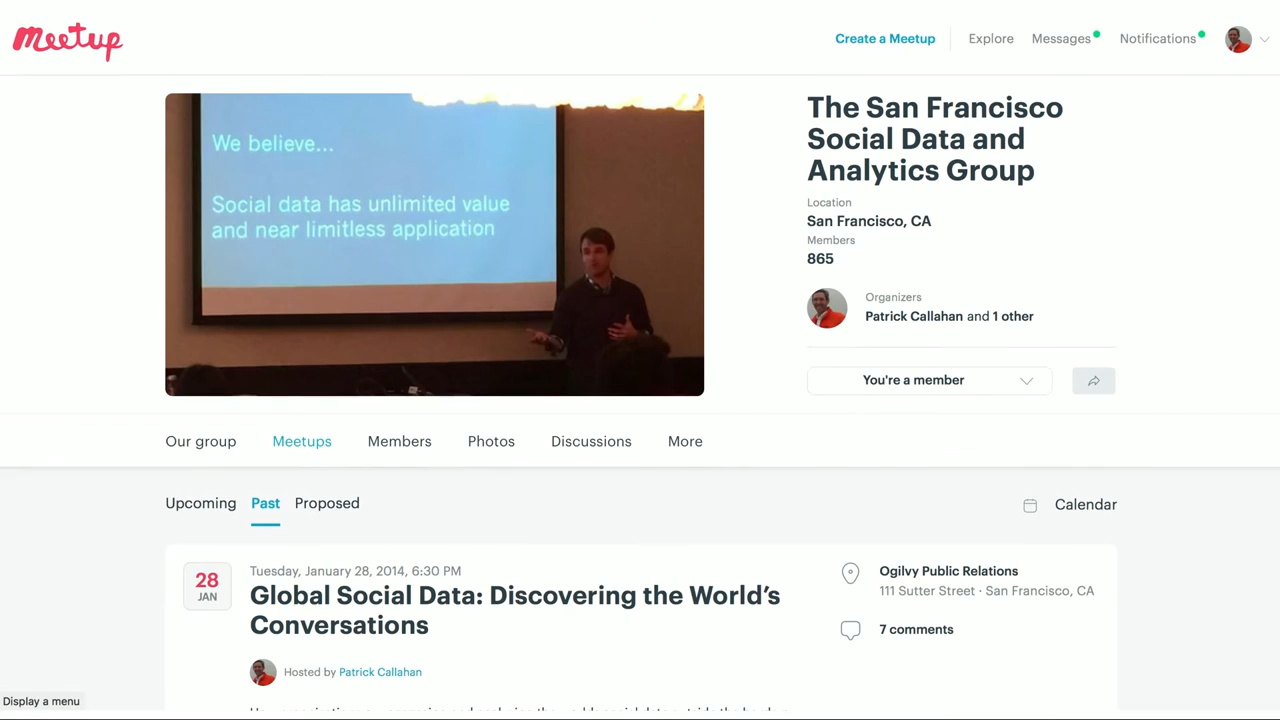 Meetup
Create a Meetup
Explore
Messages
Notifications
We believe...
Social data has unlimited value
and near limitless application
The San Francisco
Social Data and
Analytics Group
Location
San Francisco, CA
Members
865
Organizers
Patrick Callahan and 1 other
You're a member
Our group
Meetups
Members
Photos
Discussions
More
Upcoming
Past
Proposed
Calendar
28
JAN
Tuesday, January 28, 2014, 6:30 PM
Global Social Data: Discovering the World’s
Conversations
Hosted by Patrick Callahan
Ogilvy Public Relations
111 Sutter Street · San Francisco, CA
7 comments
Display a menu